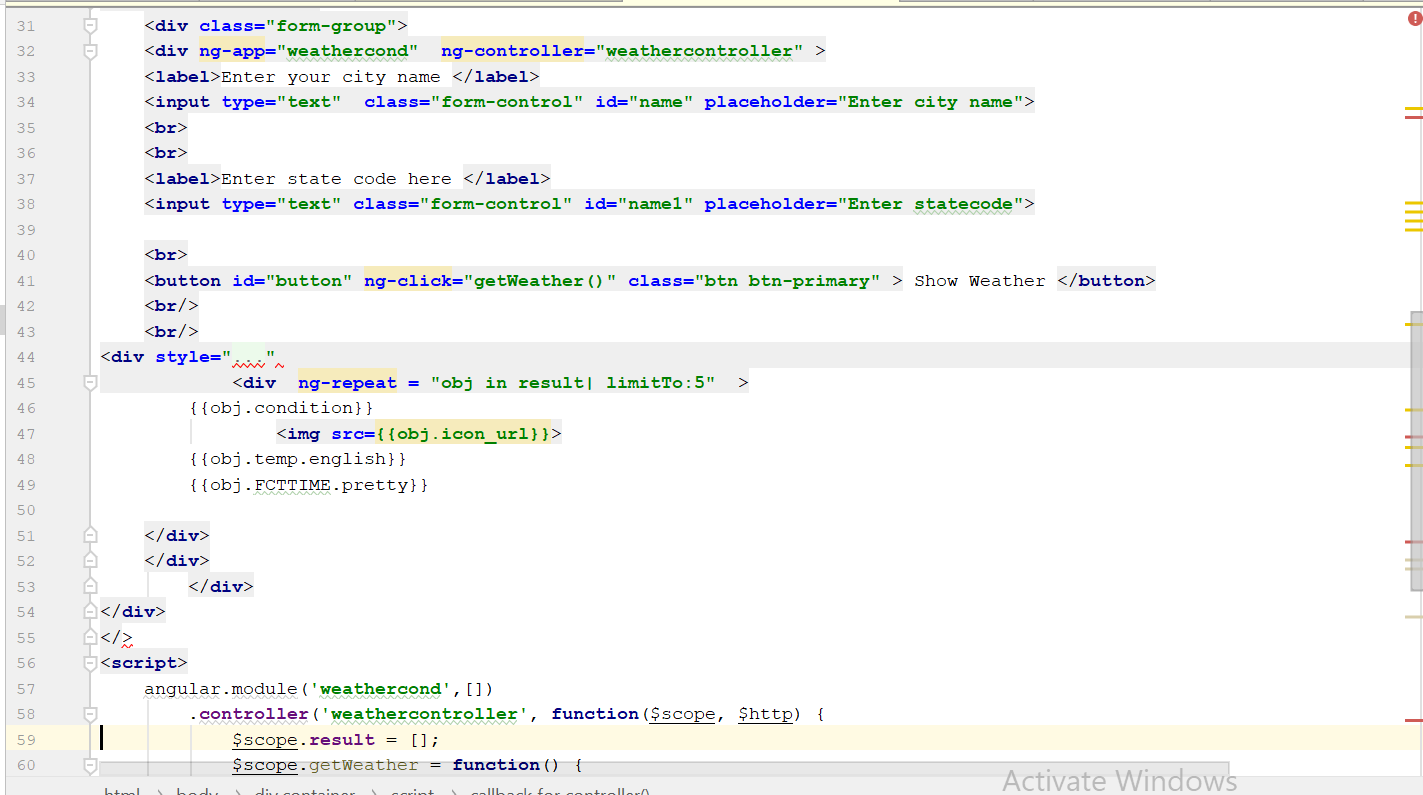 31 <div class="form-group">
32 <div ng-app="weathercond"  ng-controller="weathercontroller" >
33 <label>Enter your city name </label>
34 <input type="text"  class="form-control" id="name" placeholder="Enter city name">
35 <br>
36 <br>
37 <label>Enter state code here </label>
38 <input type="text" class="form-control" id="name1" placeholder="Enter statecode">
39
40 <br>
41 <button id="button" ng-click="getWeather()" class="btn btn-primary" > Show Weather </button>
42 <br/>
43 <br/>
44 <div style="..."
45 <div  ng-repeat = "obj in result| limitTo:5"  >
46 {{obj.condition}}
47 <img src={{obj.icon_url}}>
48 {{obj.temp.english}}
49 {{obj.FCTTIME.pretty}}
50
51 </div>
52 </div>
53 </div>
54 </div>
55 </>
56 <script>
57 angular.module('weathercond',[])
58 .controller('weathercontroller', function($scope, $http) {
59 $scope.result = [];
60 $scope.getWeather = function() {
html > body > div.container > script > callback for controller()
Activate Windows